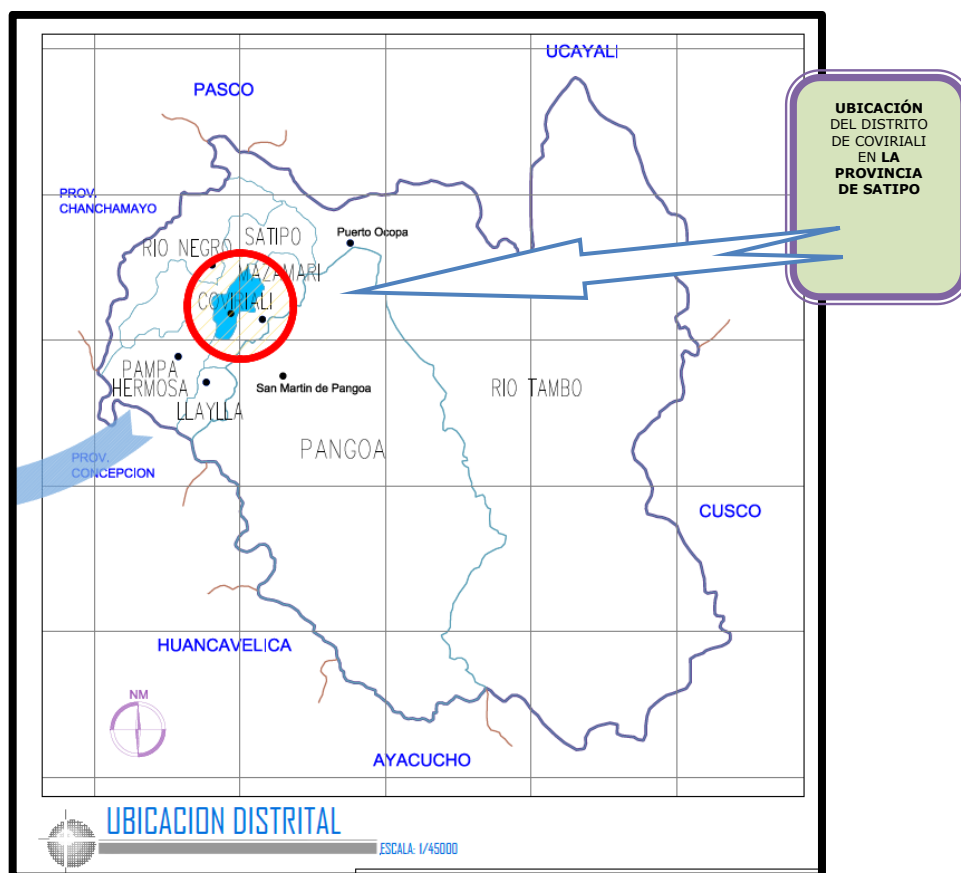 UCAYALI
PASCO
UBICACIÓN
DEL DISTRITO
DE COVIRIALI
EN LA
PROVINCIA
DE SATIPO
PROV.
CHANCHAMAYO
SATIPO
RIO NEGRO
Puerto Ocopa
MAZAMARI
COVIRIALI
PAMPA
HERMOSA
San Martin de Pangoa
RIO TAMBO
LLAYLLA
PANGOA
PROV.
CONCEPCION
CUSCO
HUANCAVELICA
NM
AYACUCHO
UBICACION DISTRITAL
ESCALA: 1/45000